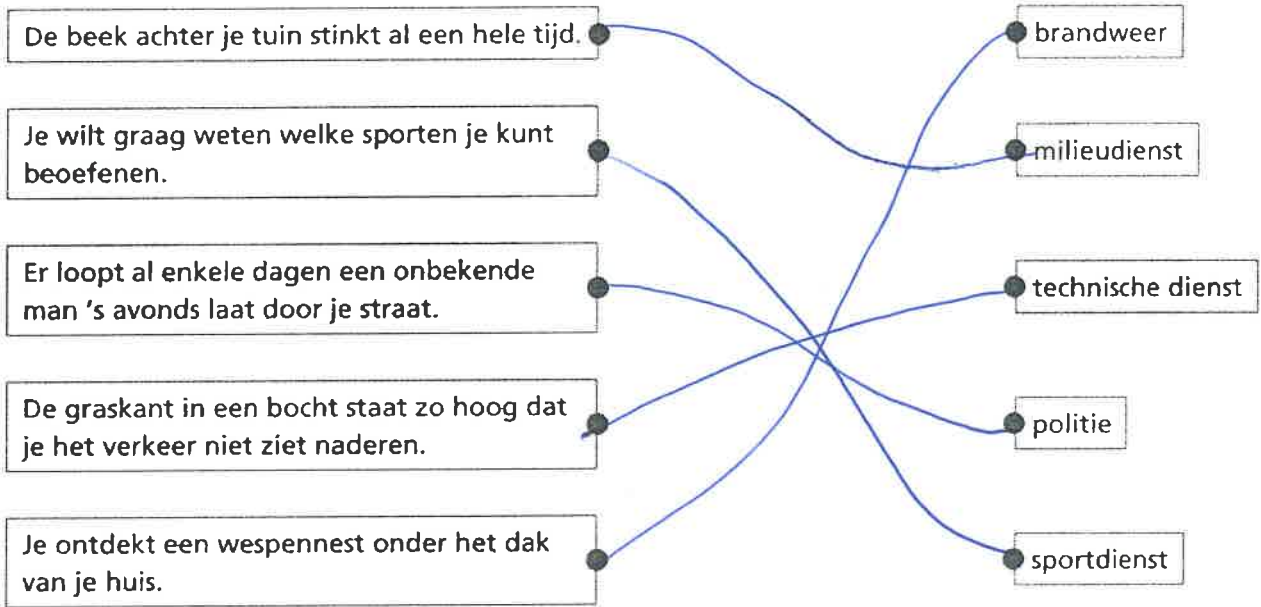 De beek achter je tuin stinkt al een hele tijd.
brandweer
Je wilt graag weten welke sporten je kunt
beoefenen.
milieudienst
Er loopt al enkele dagen een onbekende
man 's avonds laat door je straat.
technische dienst
De graskant in een bocht staat zo hoog dat
je het verkeer niet ziet naderen.
politie
Je ontdekt een wespennest onder het dak
van je huis.
sportdienst